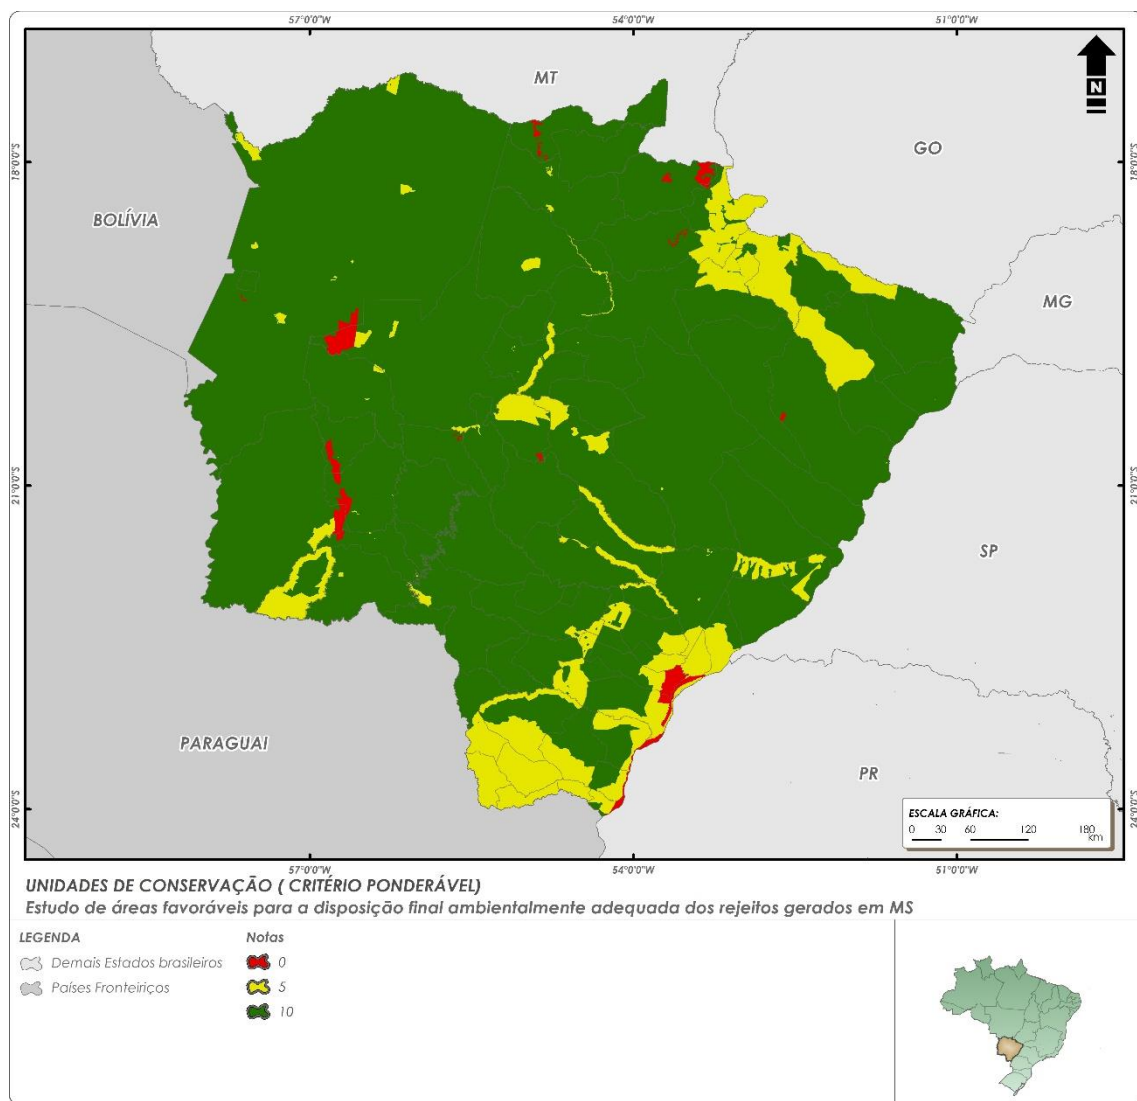 57°0'0"W
54°0'0"W
51°0'0"W
MT
N
GO
18°0'0"S
18°0'0"S
BOLÍVIA
MG
21°0'0"S
21°0'0"S
SP
PARAGUAI
PR
24°0'0"S
24°0'0"S
ESCALA GRÁFICA:
0 30 60 120 180
km
57°0'0"W
54°0'0"W
51°0'0"W
UNIDADES DE CONSERVAÇÃO ( CRITÉRIO PONDERÁVEL)
Estudo de áreas favoráveis para a disposição final ambientalmente adequada dos rejeitos gerados em MS
LEGENDA
Demais Estados brasileiros
Países Fronteiriços
Notas
0
5
10